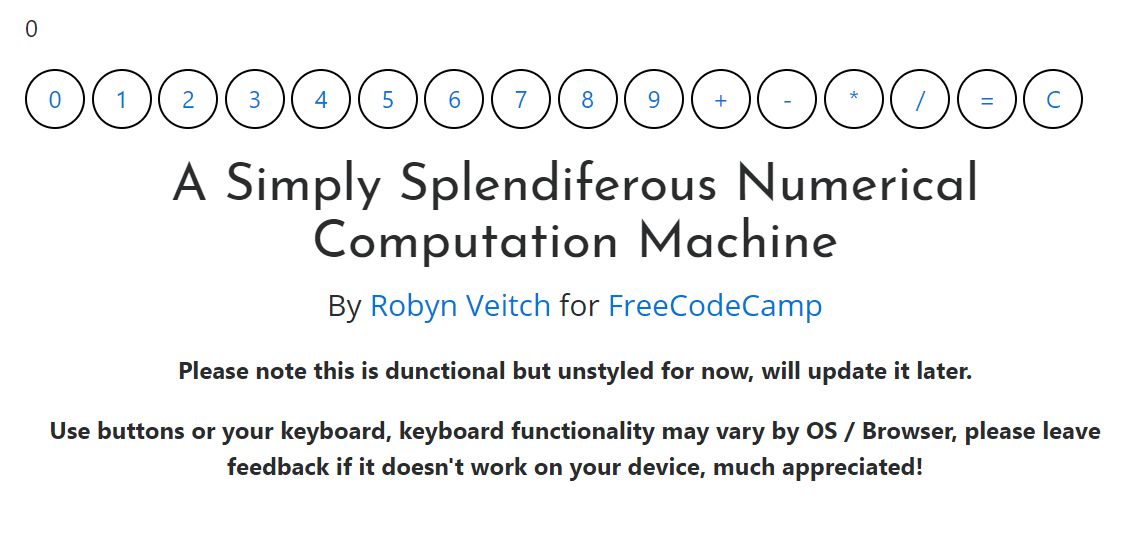 0
0 1 2 3 4 5 6 7 8 9 + - * / = C
A Simply Splendiferous Numerical
Computation Machine
By Robyn Veitch for FreeCodeCamp
Please note this is dunctional but unstyled for now, will update it later.
Use buttons or your keyboard, keyboard functionality may vary by OS / Browser, please leave
feedback if it doesn't work on your device, much appreciated!